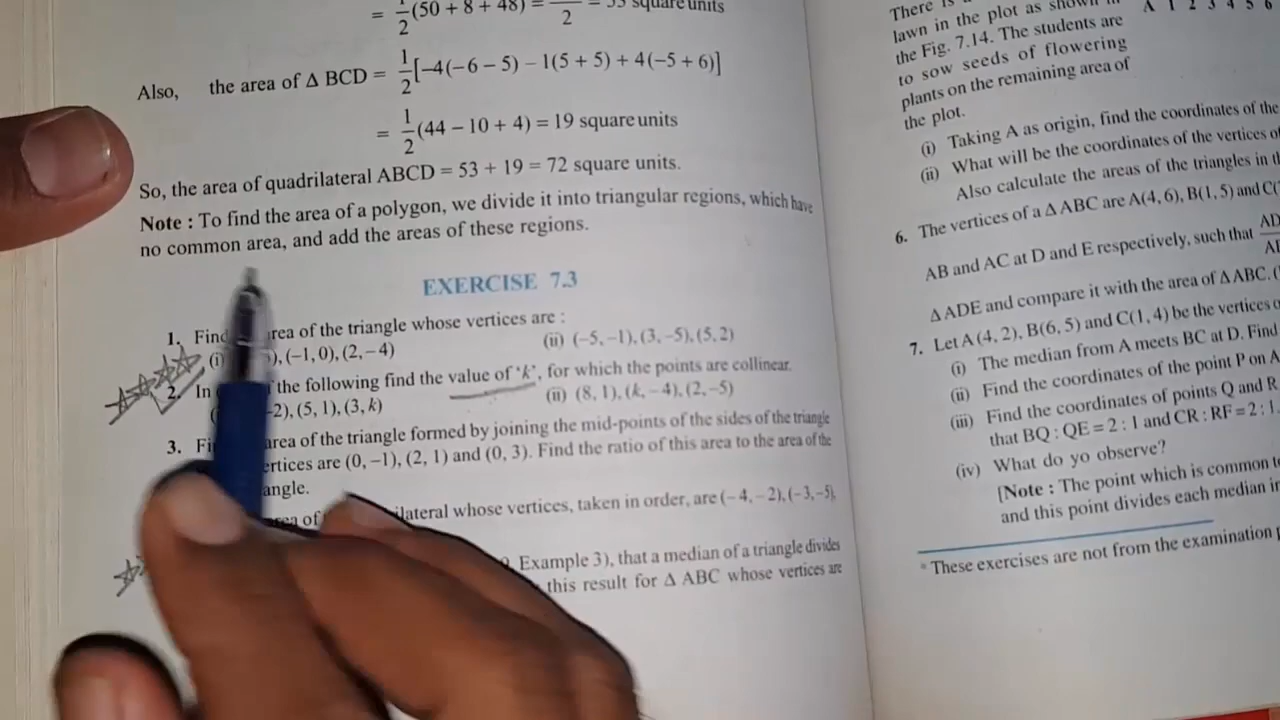 = 1/2 (50 + 8 + 48) = /2 = 53 square units
Also, the area of Δ BCD = 1/2 [–4(–6 – 5) – 1(5 + 5) + 4(–5 + 6)]
= 1/2 (44 – 10 + 4) = 19 square units
So, the area of quadrilateral ABCD = 53 + 19 = 72 square units.
Note : To find the area of a polygon, we divide it into triangular regions, which have
no common area, and add the areas of these regions.
EXERCISE 7.3
1. Find area of the triangle whose vertices are :
(i) ), (–1, 0), (2, –4) (ii) (–5, –1), (3, –5), (5, 2)
2. In the following find the value of ‘k’, for which the points are collinear.
–2), (5, 1), (3, k) (ii) (8, 1), (k, –4), (2, –5)
3. area of the triangle formed by joining the mid-points of the sides of the triangle
vertices are (0, –1), (2, 1) and (0, 3). Find the ratio of this area to the area of the
angle.
area of ilateral whose vertices, taken in order, are (–4, –2), (–3, –5),
Example 3), that a median of a triangle divides
this result for Δ ABC whose vertices are
There is
lawn in the plot as shown in
the Fig. 7.14. The students are
to sow seeds of flowering
plants on the remaining area of
the plot.
A 1 2 3 4 5 6
(i) Taking A as origin, find the coordinates of the
(ii) What will be the coordinates of the vertices of
Also calculate the areas of the triangles in th
6. The vertices of a Δ ABC are A(4, 6), B(1, 5) and C(7
AB and AC at D and E respectively, such that AD
Δ ADE and compare it with the area of Δ ABC. (
7. Let A (4, 2), B(6, 5) and C(1, 4) be the vertices o
(i) The median from A meets BC at D. Find
(ii) Find the coordinates of the point P on A
(iii) Find the coordinates of points Q and R
that BQ : QE = 2 : 1 and CR : RF = 2 : 1.
(iv) What do yo observe?
[Note : The point which is common to
and this point divides each median in
* These exercises are not from the examination p